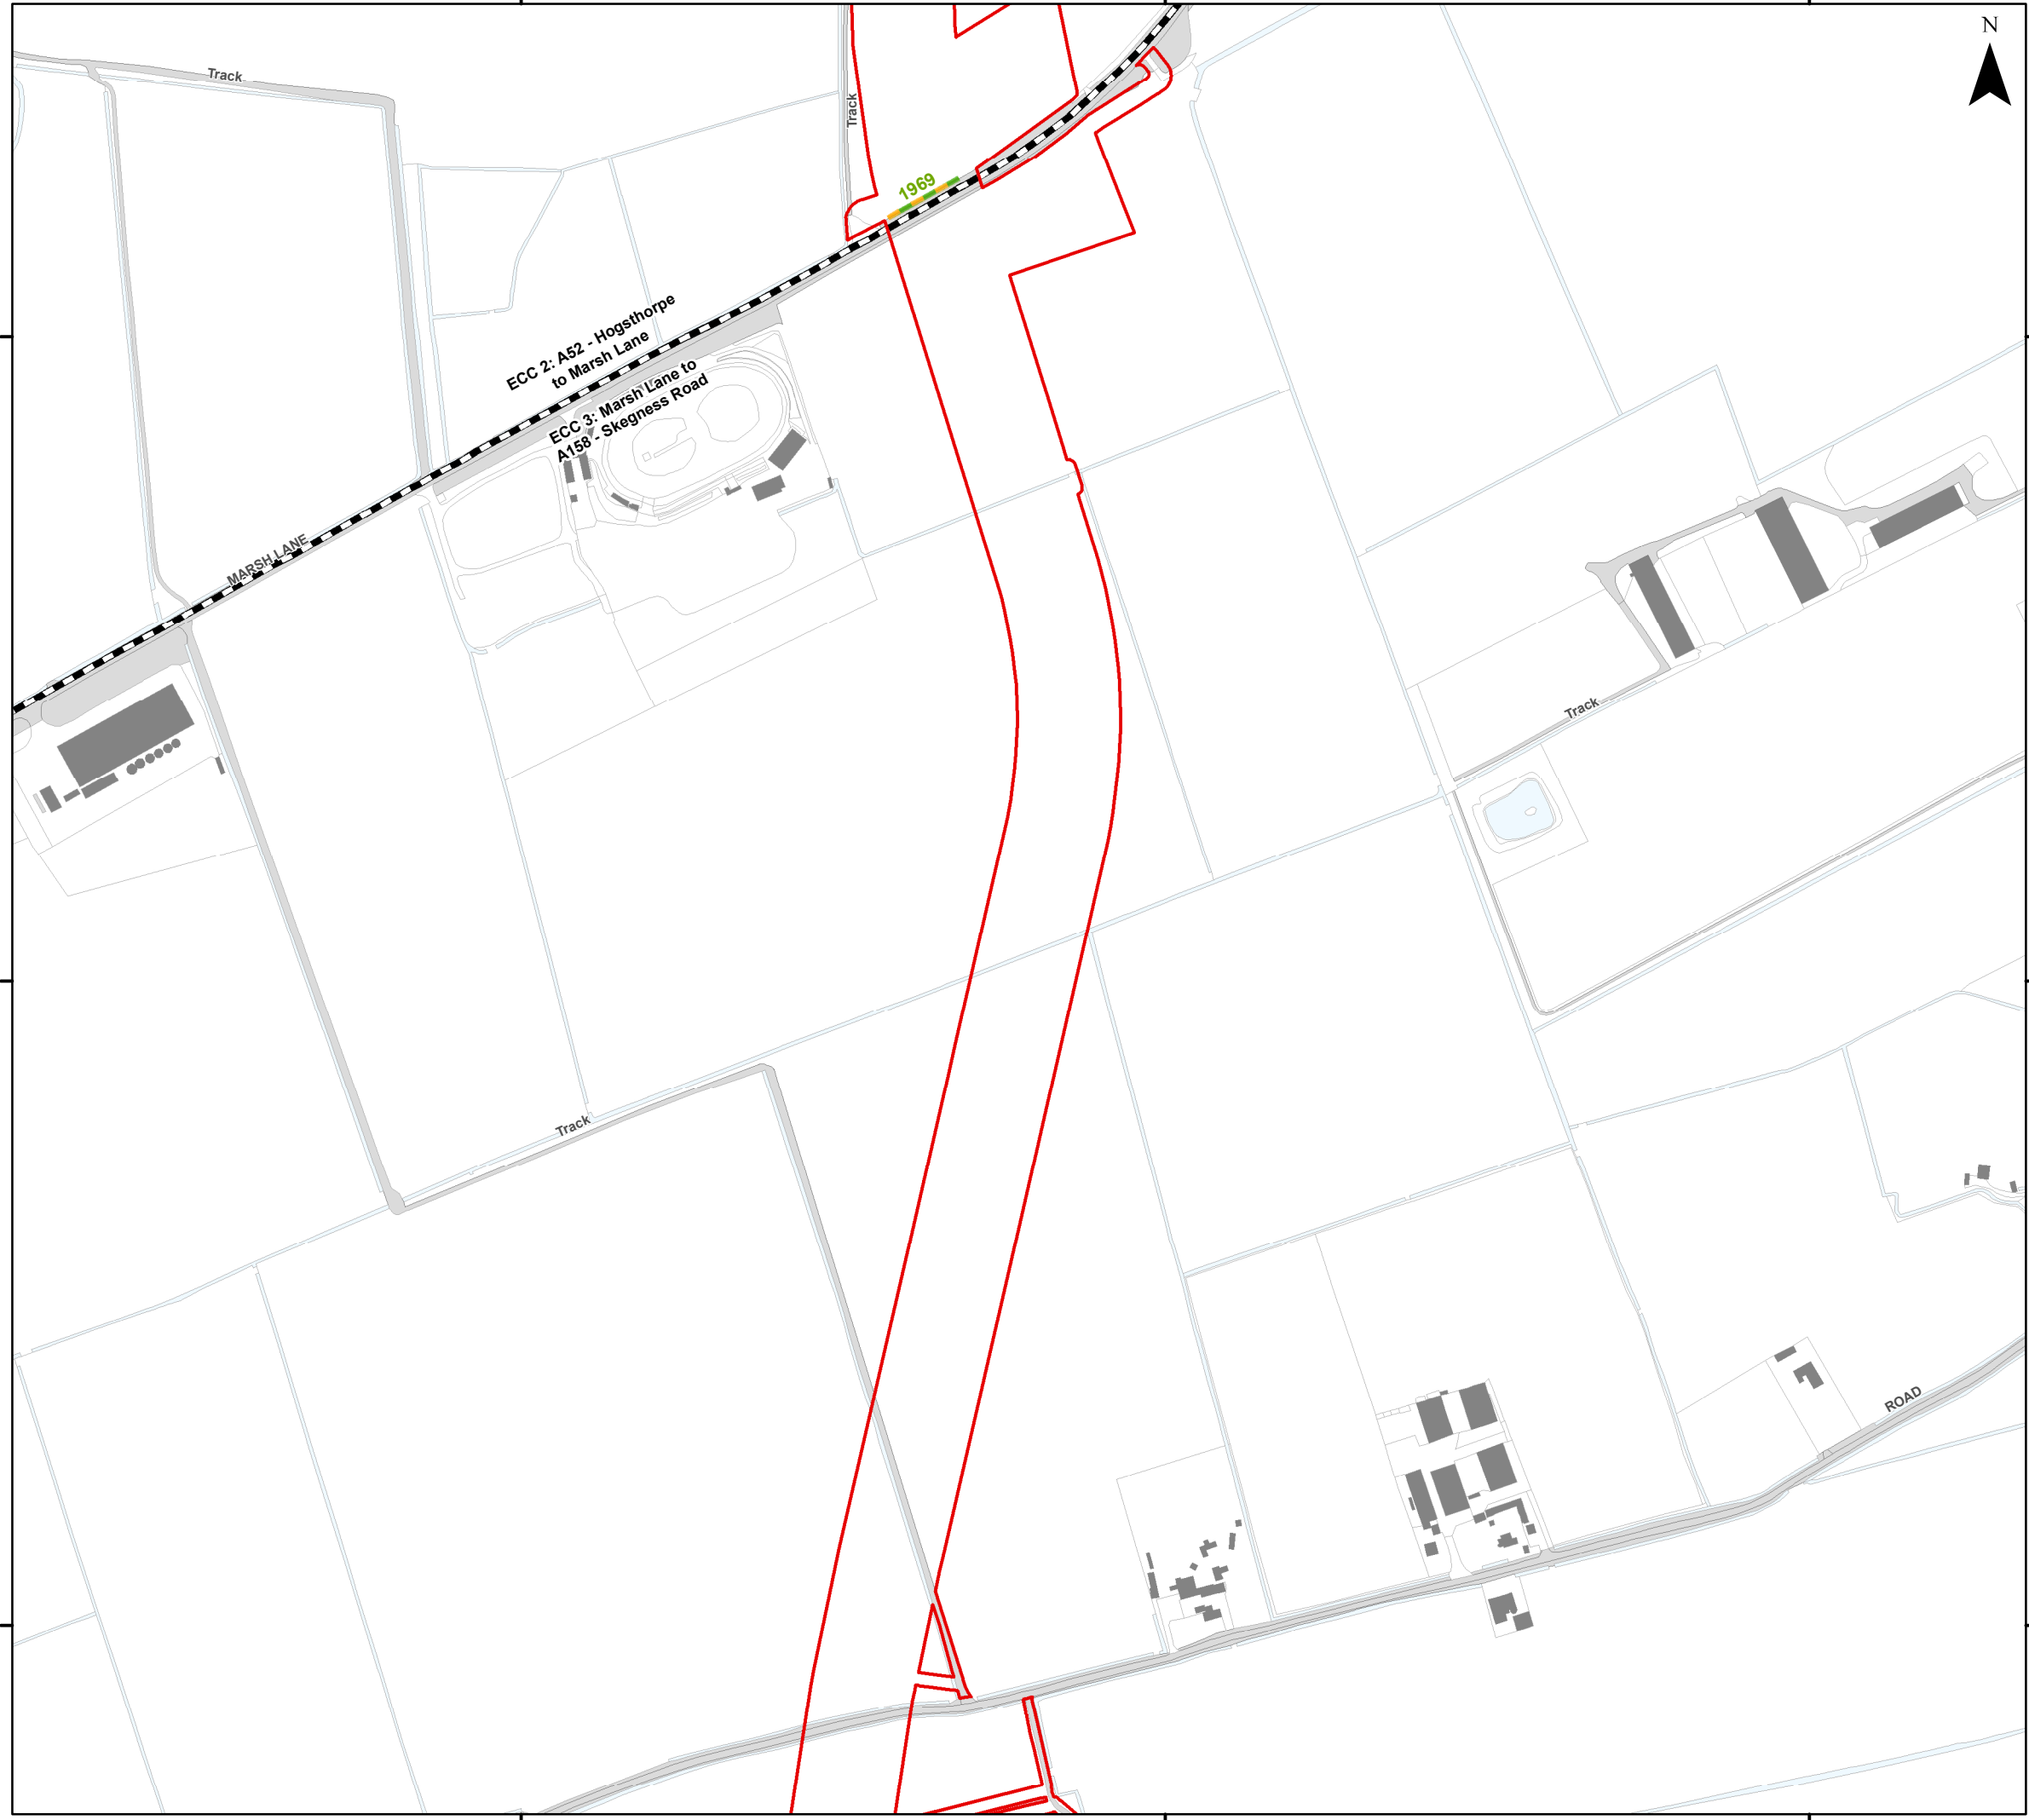 N
Track
Track
1969
ECC 2: A52 - Hogsthorpe
to Marsh Lane
ECC 3: Marsh Lane to
A158 - Skegness Road
MARSH LANE
Track
Track
ROAD